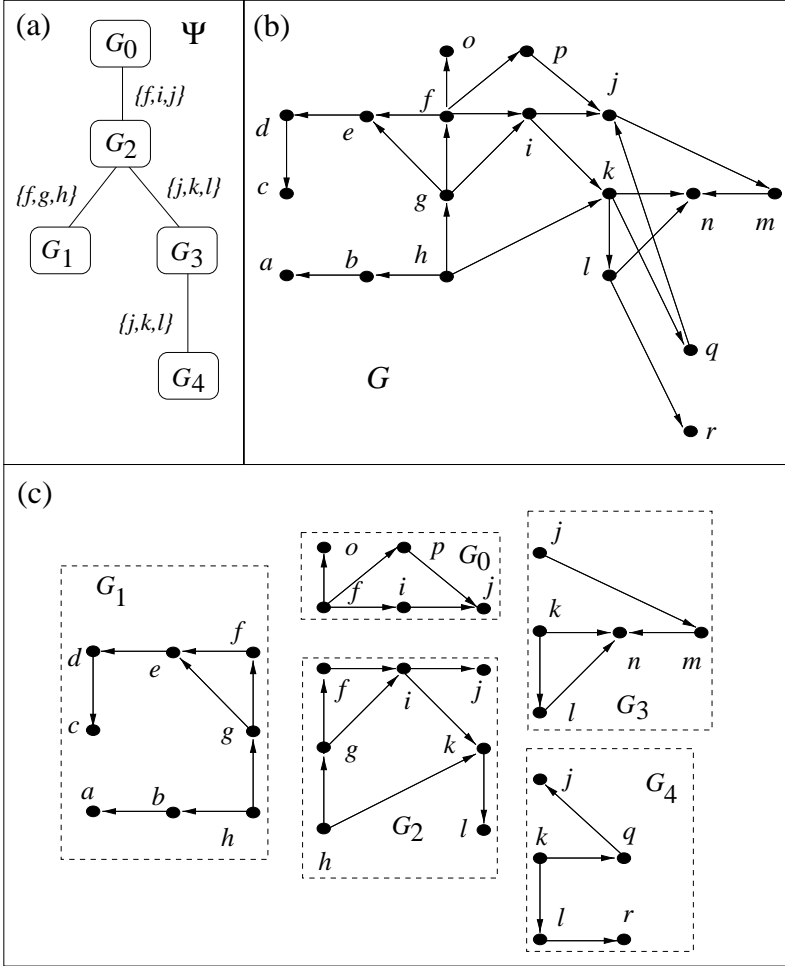 (a) Ψ
G0
{f,i,j}
G2
{f,g,h} {j,k,l}
G1 G3
{j,k,l}
G4
(b)
o p
d e f i j
c g k n m
a b h l
q
G
r
(c)
G1
d e f
c g
a b h
o p G0
f i j
f i j
g k
h G2 l
j
k n m
l G3
j G4
k q
l r